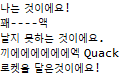 나는 것이에요!
꽤----액
날지 못하는 것이에요.
끼에에에에에에엑 Quack
로켓을 달은것이에요!